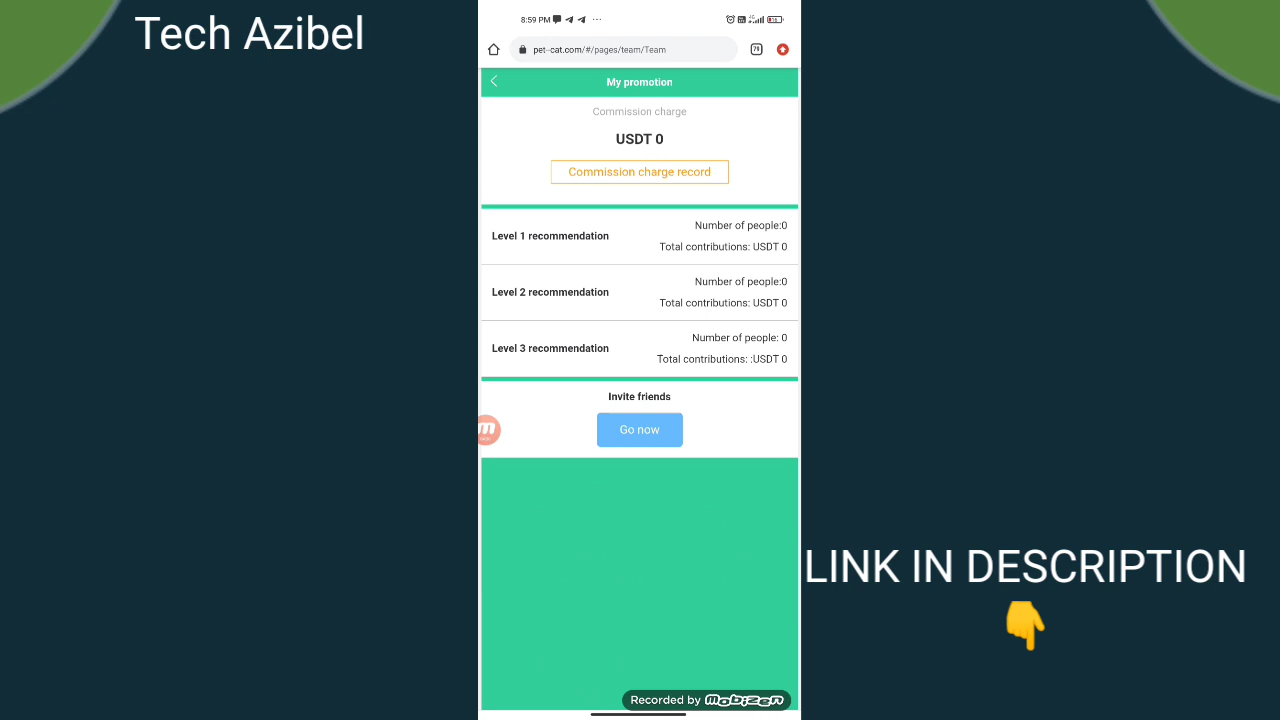 Tech Azibel
8:59 PM
pet-cat.com/#/pages/team/Team
My promotion
Commission charge
USDT 0
Commission charge record
Number of people:0
Level 1 recommendation
Total contributions: USDT 0
Number of people:0
Level 2 recommendation
Total contributions: USDT 0
Number of people: 0
Level 3 recommendation
Total contributions: :USDT 0
Invite friends
Go now
LINK IN DESCRIPTION
Recorded by mobizen